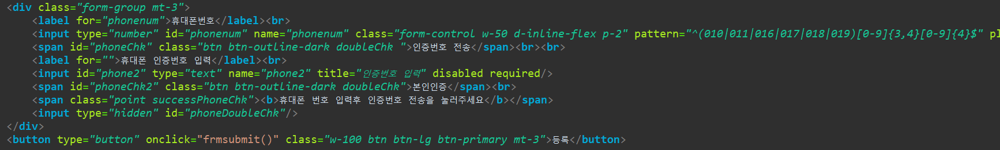 <div class="form-group mt-3">
<label for="phonenum">휴대폰번호</label><br>
<input type="number" id="phonenum" name="phonenum" class="form-control w-50 d-inline-flex p-2" pattern="^(010|011|016|017|018|019)[0-9]{3,4}[0-9]{4}$" pl
<span id="phoneChk" class="btn btn-outline-dark doubleChk ">인증번호 전송</span><br><br>
<label for="">휴대폰 인증번호 입력</label><br>
<input id="phone2" type="text" name="phone2" title="인증번호 입력" disabled required/>
<span id="phoneChk2" class="btn btn-outline-dark doubleChk">본인인증</span><br>
<span class="point successPhoneChk"><b>휴대폰 번호 입력후 인증번호 전송을 눌러주세요</b></span>
<input type="hidden" id="phoneDoubleChk"/>
</div>
<button type="button" onclick="frmsubmit()" class="w-100 btn btn-lg btn-primary mt-3">등록</button>